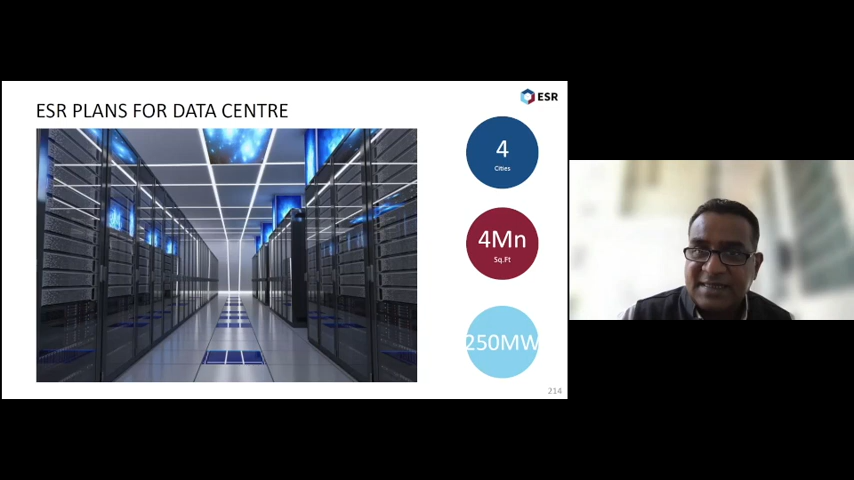 ESR PLANS FOR DATA CENTRE
ESR
4
Cities
4Mn
Sq.Ft
250MW
214